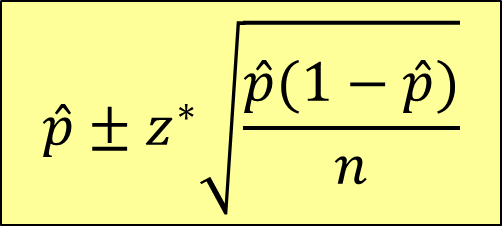 p̂ ± z* √(p̂(1 − p̂)/n)